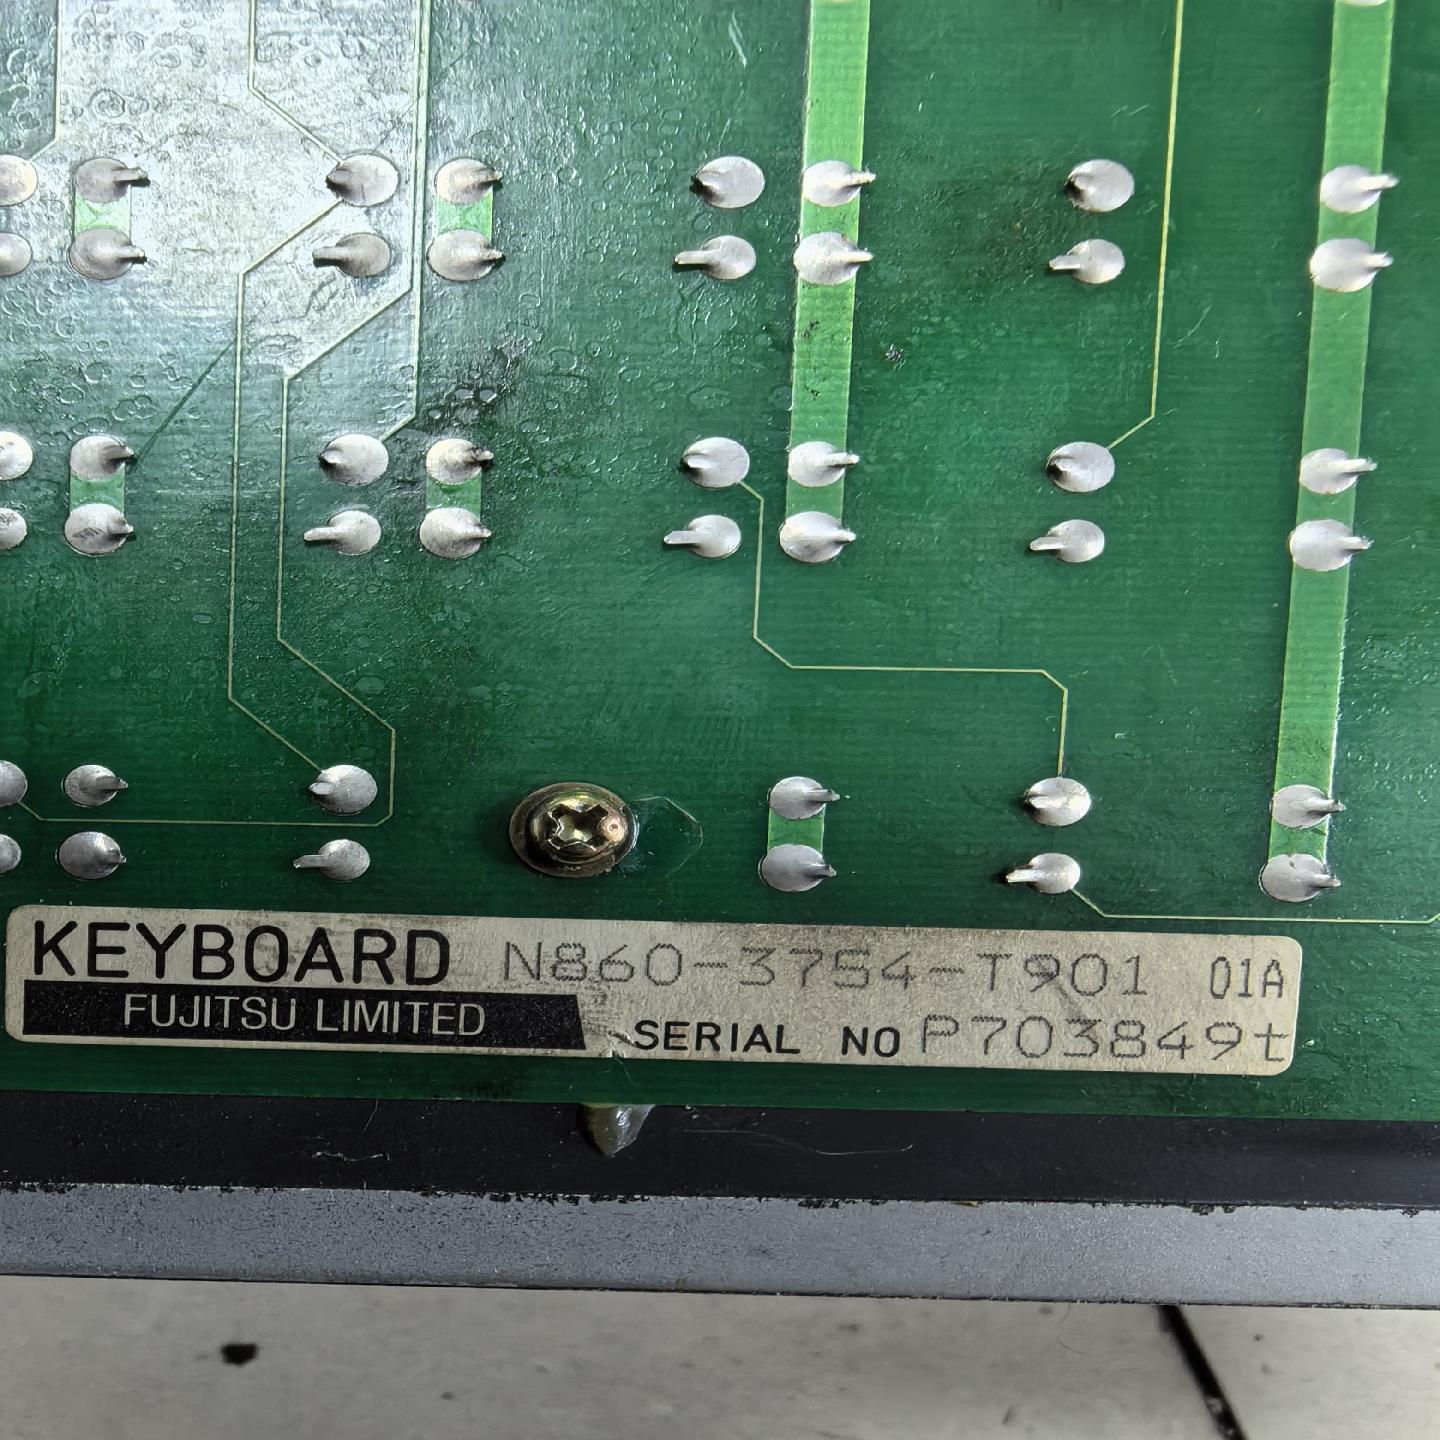 KEYBOARD N860-3754-T901 01A
FUJITSU LIMITED SERIAL NO P703849t